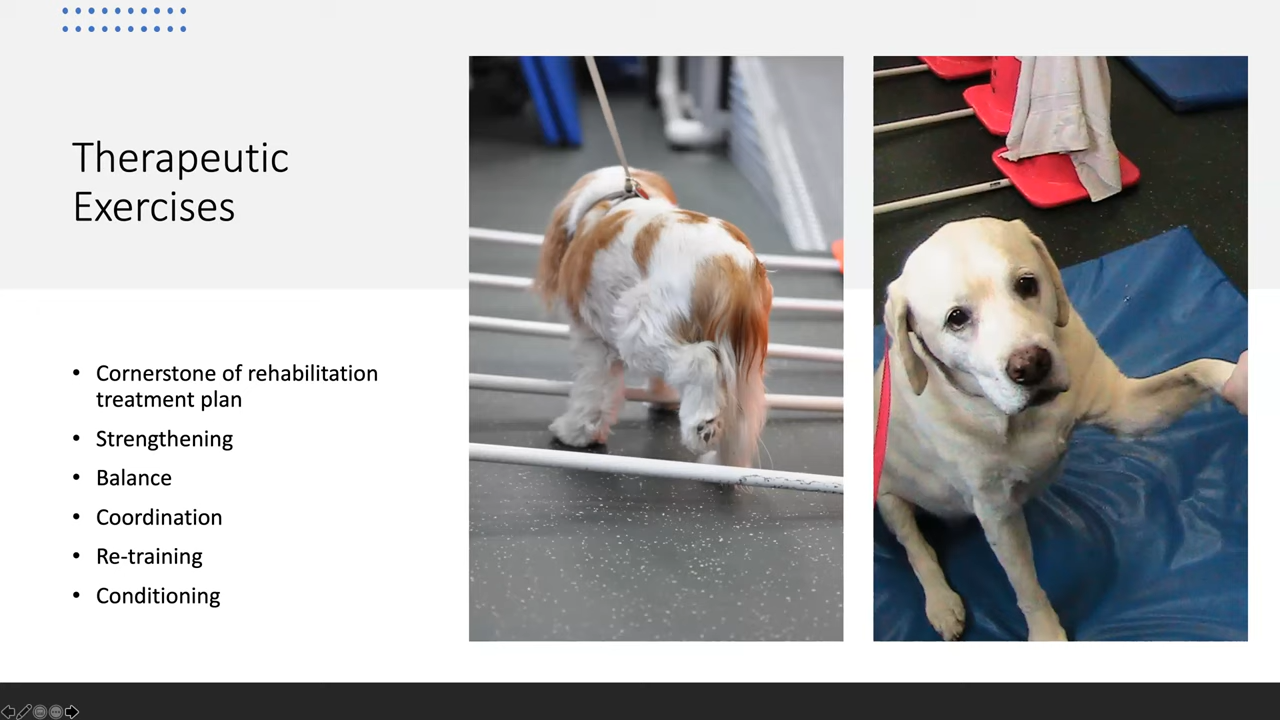 Therapeutic
Exercises
• Cornerstone of rehabilitation
treatment plan
• Strengthening
• Balance
• Coordination
• Re-training
• Conditioning